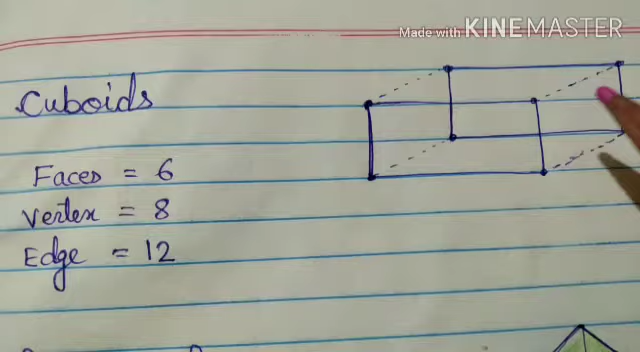 Made with KINEMASTER
Cuboids
Faces = 6
Vertex = 8
Edge = 12